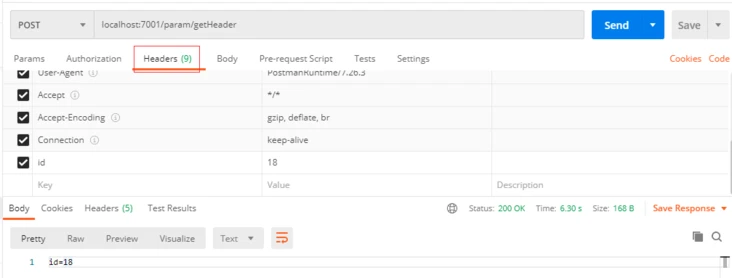 POST localhost:7001/param/getHeader Send Save
Params Authorization Headers (9) Body Pre-request Script Tests Settings Cookies Code
User-Agent PostmanRuntime/7.26.3
Accept */*
Accept-Encoding gzip, deflate, br
Connection keep-alive
id 18
Key Value Description
Body Cookies Headers (5) Test Results Status: 200 OK Time: 6.30 s Size: 168 B Save Response
Pretty Raw Preview Visualize Text
1 id=18